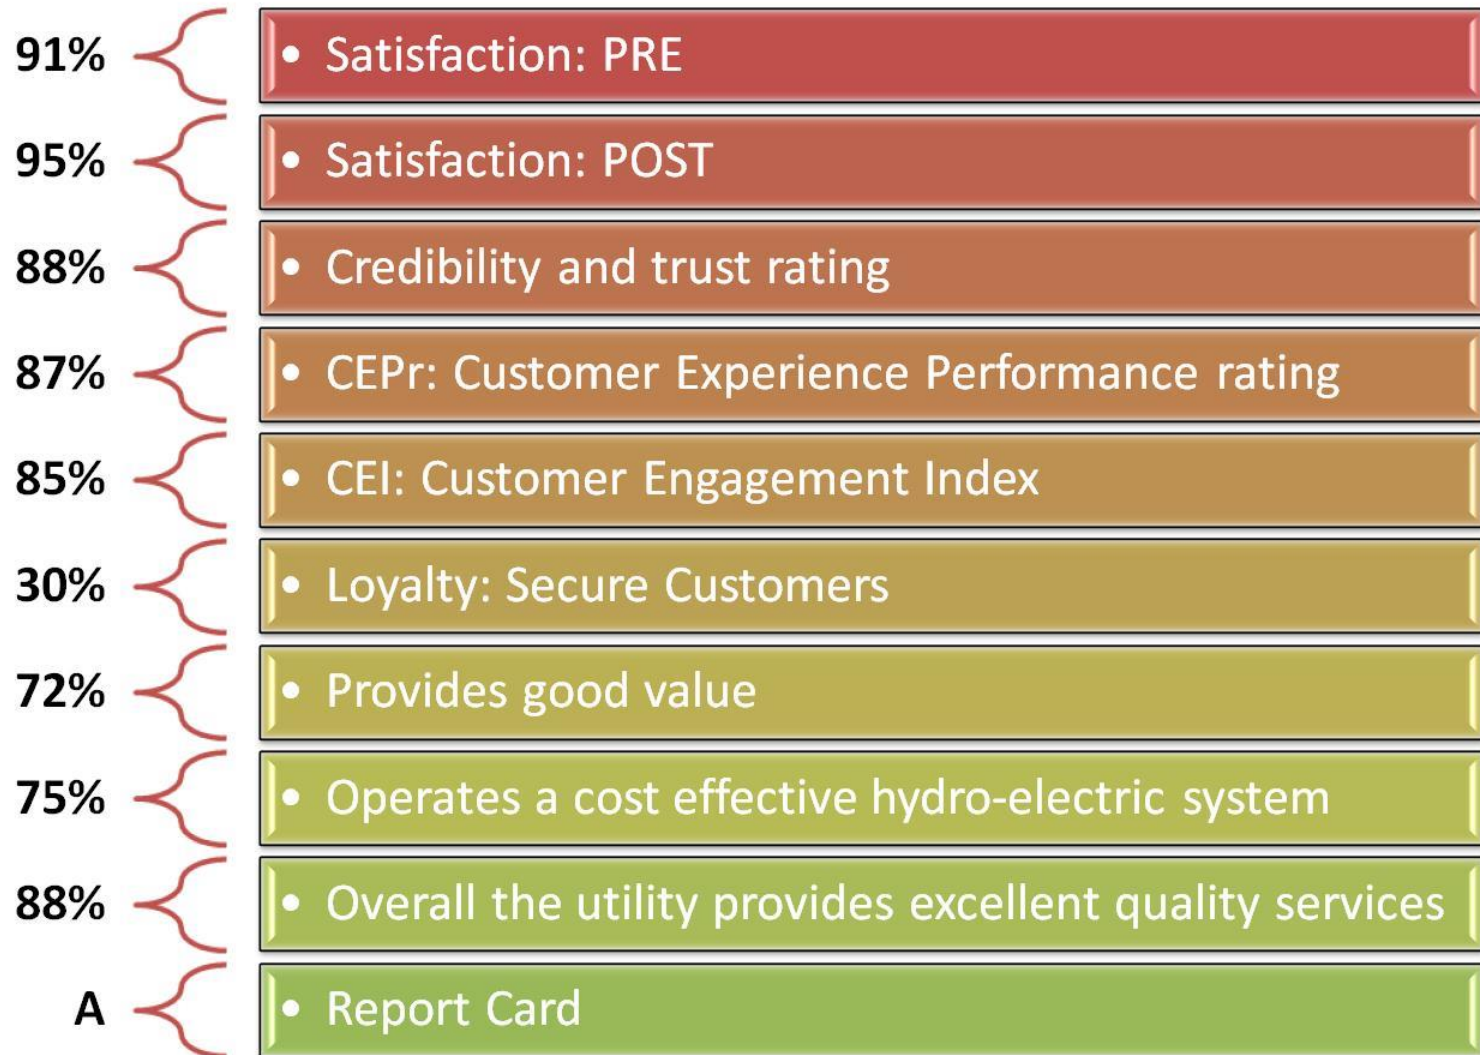 91% • Satisfaction: PRE
95% • Satisfaction: POST
88% • Credibility and trust rating
87% • CEPr: Customer Experience Performance rating
85% • CEI: Customer Engagement Index
30% • Loyalty: Secure Customers
72% • Provides good value
75% • Operates a cost effective hydro-electric system
88% • Overall the utility provides excellent quality services
A • Report Card